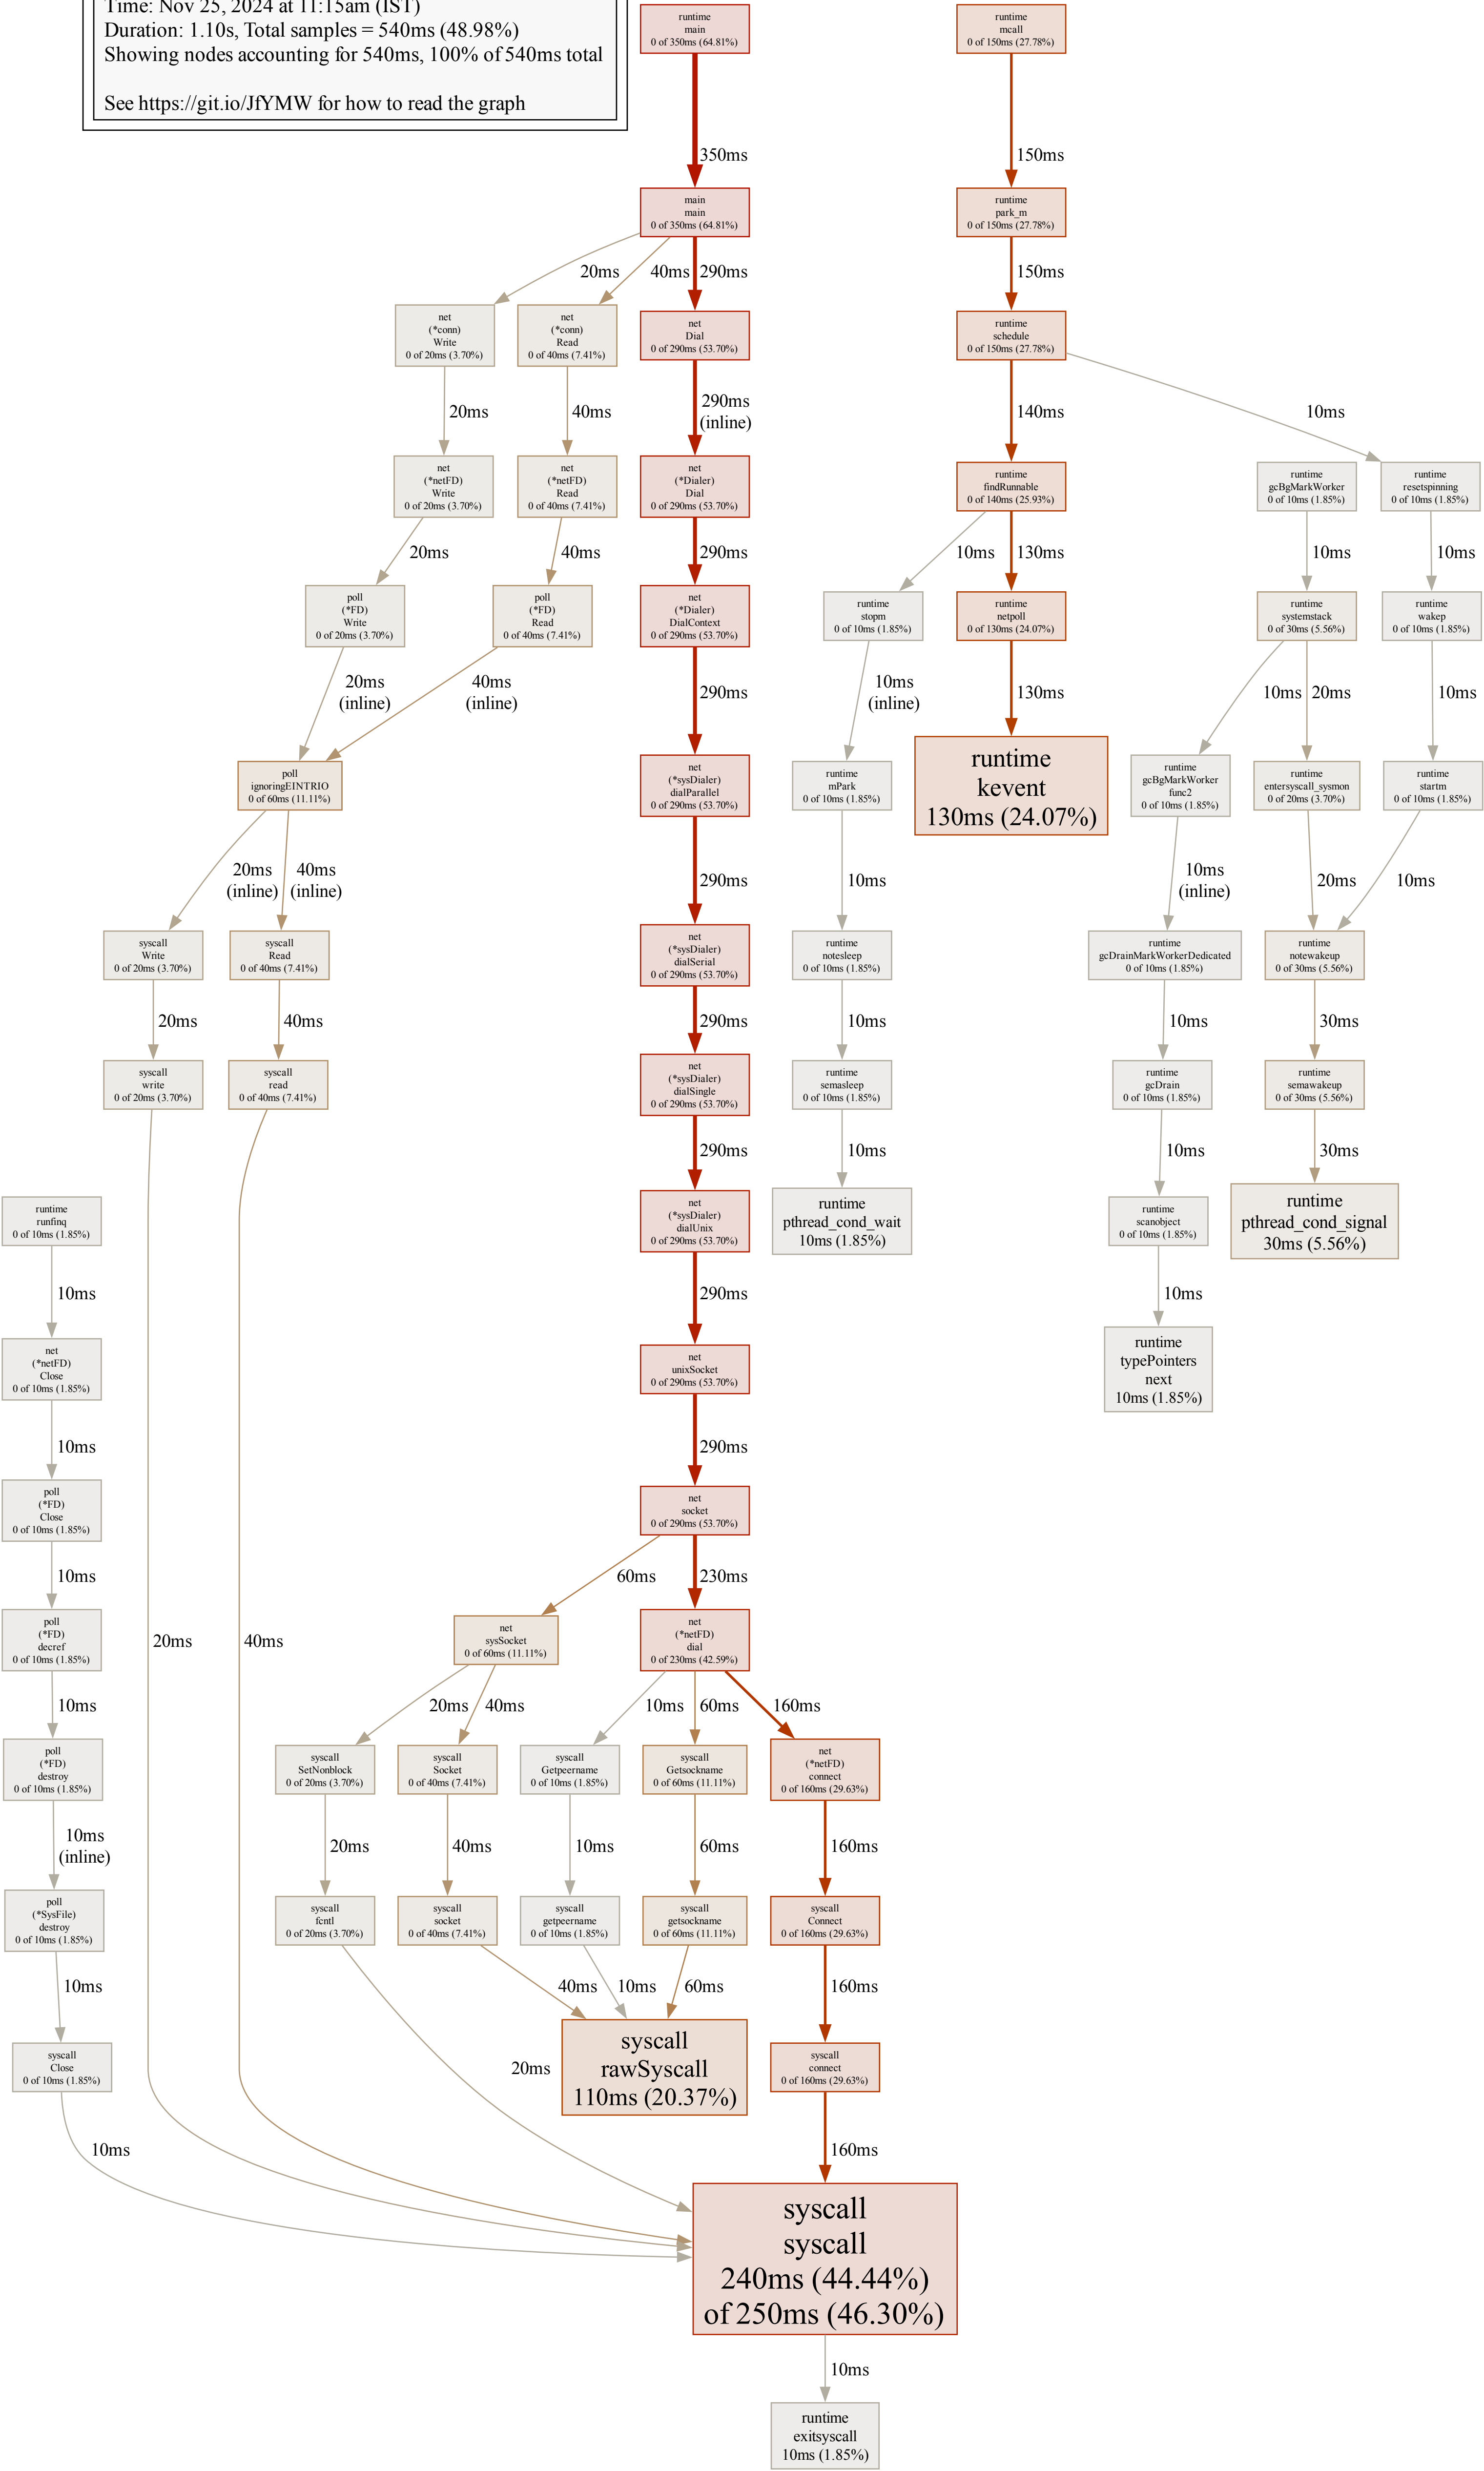 Time: Nov 25, 2024 at 11:15am (IST)
Duration: 1.10s, Total samples = 540ms (48.98%)
Showing nodes accounting for 540ms, 100% of 540ms total
See https://git.io/JfYMW for how to read the graph
runtime
main
0 of 350ms (64.81%)
runtime
mcall
0 of 150ms (27.78%)
350ms
150ms
main
main
0 of 350ms (64.81%)
runtime
park_m
0 of 150ms (27.78%)
20ms
40ms
290ms
150ms
net
(*conn)
Write
0 of 20ms (3.70%)
net
(*conn)
Read
0 of 40ms (7.41%)
net
Dial
0 of 290ms (53.70%)
runtime
schedule
0 of 150ms (27.78%)
20ms
40ms
290ms
(inline)
140ms
10ms
net
(*netFD)
Write
0 of 20ms (3.70%)
net
(*netFD)
Read
0 of 40ms (7.41%)
net
(*Dialer)
Dial
0 of 290ms (53.70%)
runtime
findRunnable
0 of 140ms (25.93%)
runtime
gcBgMarkWorker
0 of 10ms (1.85%)
runtime
resetspinning
0 of 10ms (1.85%)
20ms
40ms
290ms
10ms
130ms
10ms
10ms
poll
(*FD)
Write
0 of 20ms (3.70%)
poll
(*FD)
Read
0 of 40ms (7.41%)
net
(*Dialer)
DialContext
0 of 290ms (53.70%)
runtime
stopm
0 of 10ms (1.85%)
runtime
netpoll
0 of 130ms (24.07%)
runtime
systemstack
0 of 30ms (5.56%)
runtime
wakep
0 of 10ms (1.85%)
20ms
(inline)
40ms
(inline)
290ms
10ms
(inline)
130ms
10ms
20ms
10ms
poll
ignoringEINTRIO
0 of 60ms (11.11%)
net
(*sysDialer)
dialParallel
0 of 290ms (53.70%)
runtime
mPark
0 of 10ms (1.85%)
runtime
kevent
130ms (24.07%)
runtime
gcBgMarkWorker
func2
0 of 10ms (1.85%)
runtime
entersyscall_sysmon
0 of 20ms (3.70%)
runtime
startm
0 of 10ms (1.85%)
20ms
(inline)
40ms
(inline)
290ms
10ms
10ms
(inline)
20ms
10ms
syscall
Write
0 of 20ms (3.70%)
syscall
Read
0 of 40ms (7.41%)
net
(*sysDialer)
dialSerial
0 of 290ms (53.70%)
runtime
notesleep
0 of 10ms (1.85%)
runtime
gcDrainMarkWorkerDedicated
0 of 10ms (1.85%)
runtime
notewakeup
0 of 30ms (5.56%)
20ms
40ms
290ms
10ms
10ms
30ms
syscall
write
0 of 20ms (3.70%)
syscall
read
0 of 40ms (7.41%)
net
(*sysDialer)
dialSingle
0 of 290ms (53.70%)
runtime
semasleep
0 of 10ms (1.85%)
runtime
gcDrain
0 of 10ms (1.85%)
runtime
semawakeup
0 of 30ms (5.56%)
290ms
10ms
10ms
30ms
runtime
runfinq
0 of 10ms (1.85%)
net
(*sysDialer)
dialUnix
0 of 290ms (53.70%)
runtime
pthread_cond_wait
10ms (1.85%)
runtime
scanobject
0 of 10ms (1.85%)
runtime
pthread_cond_signal
30ms (5.56%)
10ms
290ms
10ms
net
(*netFD)
Close
0 of 10ms (1.85%)
net
unixSocket
0 of 290ms (53.70%)
runtime
typePointers
next
10ms (1.85%)
10ms
290ms
poll
(*FD)
Close
0 of 10ms (1.85%)
net
socket
0 of 290ms (53.70%)
10ms
60ms
230ms
poll
(*FD)
decref
0 of 10ms (1.85%)
20ms
40ms
net
sysSocket
0 of 60ms (11.11%)
net
(*netFD)
dial
0 of 230ms (42.59%)
10ms
20ms
40ms
10ms
60ms
160ms
poll
(*FD)
destroy
0 of 10ms (1.85%)
syscall
SetNonblock
0 of 20ms (3.70%)
syscall
Socket
0 of 40ms (7.41%)
syscall
Getpeername
0 of 10ms (1.85%)
syscall
Getsockname
0 of 60ms (11.11%)
net
(*netFD)
connect
0 of 160ms (29.63%)
10ms
(inline)
20ms
40ms
10ms
60ms
160ms
poll
(*SysFile)
destroy
0 of 10ms (1.85%)
syscall
fcntl
0 of 20ms (3.70%)
syscall
socket
0 of 40ms (7.41%)
syscall
getpeername
0 of 10ms (1.85%)
syscall
getsockname
0 of 60ms (11.11%)
syscall
Connect
0 of 160ms (29.63%)
10ms
40ms
10ms
60ms
160ms
syscall
Close
0 of 10ms (1.85%)
20ms
syscall
rawSyscall
110ms (20.37%)
syscall
connect
0 of 160ms (29.63%)
10ms
160ms
syscall
syscall
240ms (44.44%)
of 250ms (46.30%)
10ms
runtime
exitsyscall
10ms (1.85%)